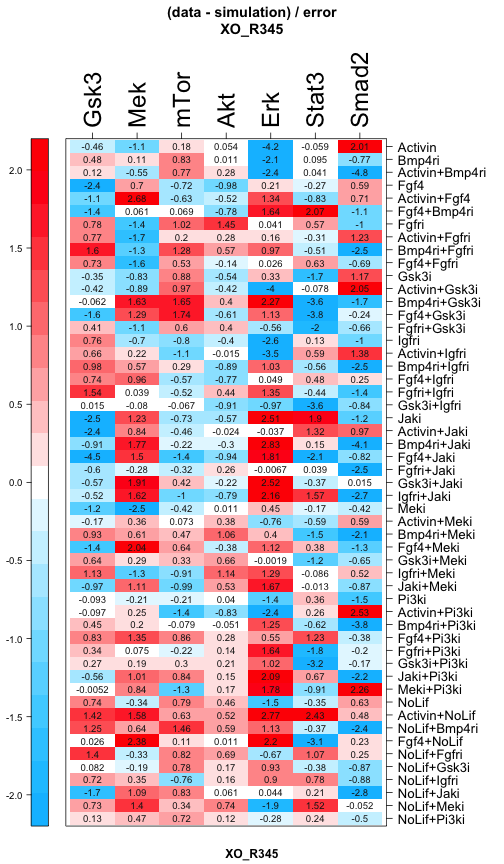 (data - simulation) / error
XO_R345
Gsk3 Mek mTor Akt Erk Stat3 Smad2
-0.46 -1.1 0.18 0.054 -4.2 -0.059 2.01 Activin
0.48 0.11 0.83 0.011 -2.1 0.095 -0.77 Bmp4ri
0.12 -0.55 0.77 0.28 -2.4 0.041 -4.8 Activin+Bmp4ri
2.0 -2.4 0.7 -0.72 -0.98 0.21 -0.27 0.59 Fgf4
-1.1 2.68 -0.63 -0.52 1.34 -0.83 0.71 Activin+Fgf4
-1.4 0.061 0.069 -0.78 1.64 2.07 -1.1 Fgf4+Bmp4ri
0.78 -1.4 1.02 1.45 0.041 0.57 -1 Fgfri
0.77 -1.7 0.2 0.28 0.16 -0.31 1.23 Activin+Fgfri
1.5 1.6 -1.3 1.28 0.57 0.97 -0.51 -2.5 Bmp4ri+Fgfri
0.73 -1.6 0.53 -0.14 0.026 0.63 -0.69 Fgf4+Fgfri
-0.35 -0.83 0.88 -0.54 0.33 -1.7 1.17 Gsk3i
-0.42 -0.89 0.97 -0.42 -4 -0.078 2.05 Activin+Gsk3i
-0.062 1.63 1.65 0.4 2.27 -3.6 -1.7 Bmp4ri+Gsk3i
-1.6 1.29 1.74 -0.61 1.13 -3.8 -0.24 Fgf4+Gsk3i
1.0 0.41 -1.1 0.6 0.4 -0.56 -2 -0.66 Fgfri+Gsk3i
0.76 -0.7 -0.8 -0.4 -2.6 0.13 -1 Igfri
0.66 0.22 -1.1 -0.015 -3.5 0.59 1.38 Activin+Igfri
0.98 0.57 0.29 -0.89 1.03 -0.56 -2.5 Bmp4ri+Igfri
0.74 0.96 -0.57 -0.77 0.049 0.48 0.25 Fgf4+Igfri
1.54 0.039 -0.52 0.44 1.35 -0.44 -1.4 Fgfri+Igfri
0.5 0.015 -0.08 -0.067 -0.91 -0.97 -3.6 -0.84 Gsk3i+Igfri
-2.5 1.23 -0.73 -0.57 2.51 1.9 -1.2 Jaki
-2.4 0.84 -0.46 -0.024 -0.037 1.32 0.97 Activin+Jaki
-0.91 1.77 -0.22 -0.3 2.83 0.15 -4.1 Bmp4ri+Jaki
-4.5 1.5 -1.4 -0.94 1.81 -2.1 -0.82 Fgf4+Jaki
-0.6 -0.28 -0.32 0.26 -0.0067 0.039 -2.5 Fgfri+Jaki
0.0 -0.57 1.91 0.42 -0.22 2.52 -0.37 0.015 Gsk3i+Jaki
-0.52 1.62 -1 -0.79 2.16 1.57 -2.7 Igfri+Jaki
-1.2 -2.5 -0.42 0.011 0.45 -0.17 -0.42 Meki
-0.17 0.36 0.073 0.38 -0.76 -0.59 0.59 Activin+Meki
0.93 0.61 0.47 1.06 0.4 -1.5 -2.1 Bmp4ri+Meki
-1.4 2.04 0.64 -0.38 1.12 0.38 -1.3 Fgf4+Meki
-0.5 0.64 0.29 0.33 0.66 -0.0019 -1.2 -0.65 Gsk3i+Meki
1.13 -1.3 -0.91 1.14 1.29 -0.086 0.52 Igfri+Meki
-0.97 1.11 -0.99 0.53 1.67 -0.013 -0.87 Jaki+Meki
-0.093 -0.21 -0.21 -0.04 -1.4 0.36 -1.5 Pi3ki
-0.097 0.25 -1.4 -0.83 -2.4 0.26 2.53 Activin+Pi3ki
0.45 0.2 -0.079 -0.051 1.25 -0.62 -3.8 Bmp4ri+Pi3ki
-1.0 0.83 1.35 0.86 0.28 0.55 1.23 -0.38 Fgf4+Pi3ki
0.34 0.075 -0.22 0.14 1.64 -1.8 -0.2 Fgfri+Pi3ki
0.27 0.19 0.3 0.21 1.02 -3.2 -0.17 Gsk3i+Pi3ki
-0.56 1.01 0.84 0.15 2.09 0.67 -2.2 Jaki+Pi3ki
-0.0052 0.84 -1.3 0.17 1.78 -0.91 2.26 Meki+Pi3ki
0.74 -0.34 0.79 0.46 -1.5 -0.35 0.63 NoLif
-1.5 1.42 1.58 0.63 0.52 2.77 2.43 0.48 Activin+NoLif
1.25 0.64 1.46 0.59 1.13 -0.37 -2.4 NoLif+Bmp4ri
0.026 2.38 0.11 0.011 2.2 -3.1 0.23 Fgf4+NoLif
1.4 -0.33 0.82 0.69 -0.67 1.07 0.25 NoLif+Fgfri
0.082 -0.19 0.78 0.17 0.93 -0.38 -0.87 NoLif+Gsk3i
0.72 0.35 -0.76 0.16 0.9 0.78 -0.88 NoLif+Igfri
-2.0 -1.7 1.09 0.83 0.061 0.044 0.21 -2.8 NoLif+Jaki
0.73 1.4 0.34 0.74 -1.9 1.52 -0.052 NoLif+Meki
0.13 0.47 0.72 0.12 -0.28 0.24 -0.5 NoLif+Pi3ki
XO_R345